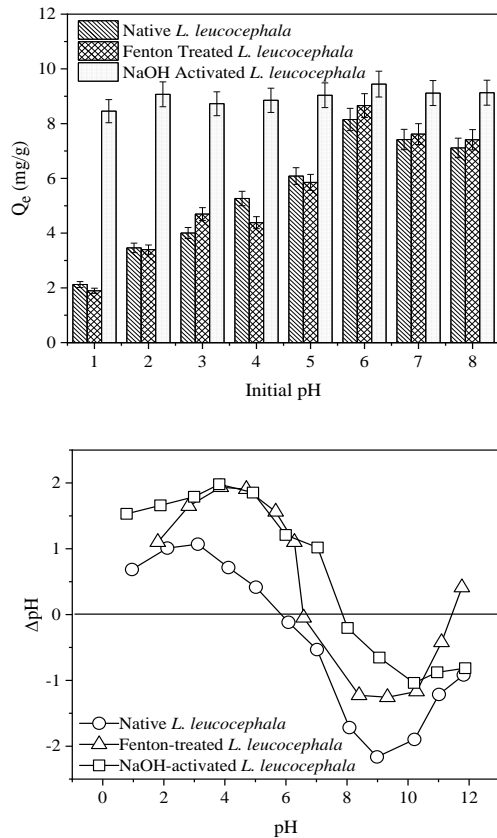 Native L. leucocephala
Fenton Treated L. leucocephala
NaOH Activated L. leucocephala
12
10
8
6
4
2
0
Qe (mg/g)
1 2 3 4 5 6 7 8
Initial pH
2
1
0
-1
-2
ΔpH
Native L. leucocephala
Fenton-treated L. leucocephala
NaOH-activated L. leucocephala
0 2 4 6 8 10 12
pH